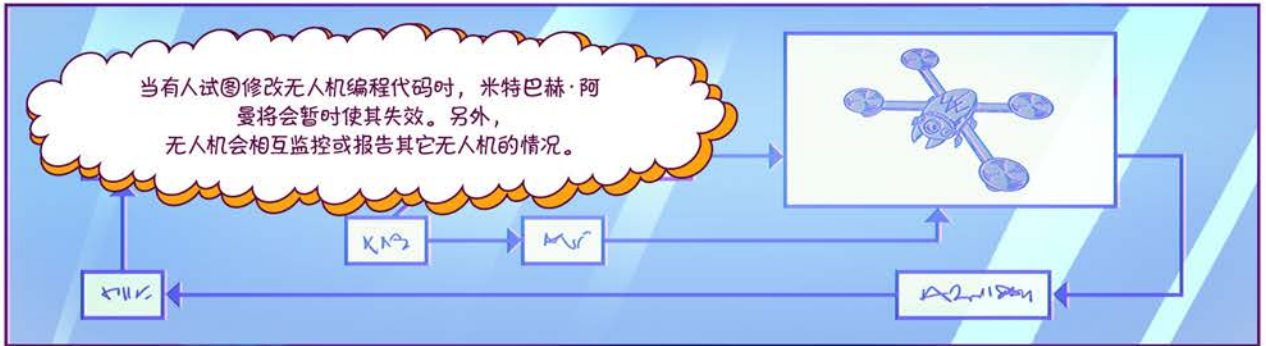 当有人试图修改无人机编程代码时，米特巴赫·阿
曼将会暂时使其失效。另外，
无人机会相互监控或报告其它无人机的情况。